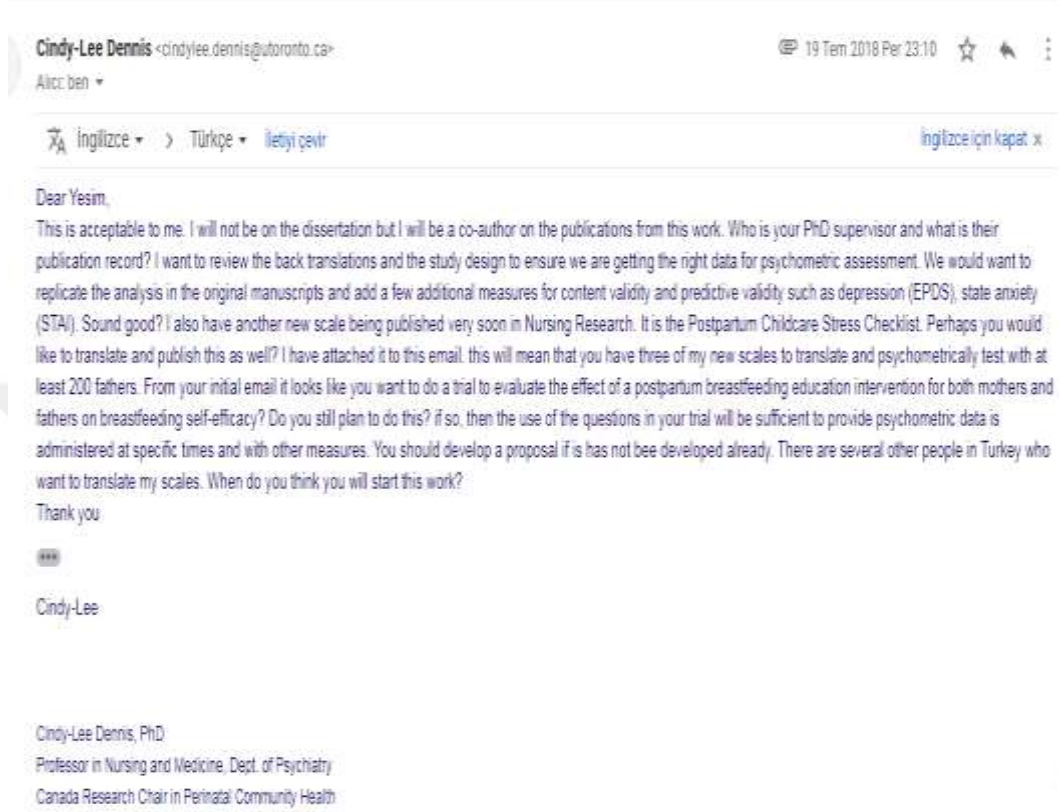 Cindy-Lee Dennis <cindylee.dennis@utoronto.ca>
19 Tem 2018 Per 23:10
Alıcı: ben
İngilizce > Türkçe İletiyi çevir
İngilizce için kapat x
Dear Yesim,
This is acceptable to me. I will not be on the dissertation but I will be a co-author on the publications from this work. Who is your PhD supervisor and what is their
publication record? I want to review the back translations and the study design to ensure we are getting the right data for psychometric assessment. We would want to
replicate the analysis in the original manuscripts and add a few additional measures for content validity and predictive validity such as depression (EPDS), state anxiety
(STAI). Sound good? I also have another new scale being published very soon in Nursing Research. It is the Postpartum Childcare Stress Checklist. Perhaps you would
like to translate and publish this as well? I have attached it to this email. this will mean that you have three of my new scales to translate and psychometrically test with at
least 200 fathers. From your initial email it looks like you want to do a trial to evaluate the effect of a postpartum breastfeeding education intervention for both mothers and
fathers on breastfeeding self-efficacy? Do you still plan to do this? if so, then the use of the questions in your trial will be sufficient to provide psychometric data is
administered at specific times and with other measures. You should develop a proposal if is has not bee developed already. There are several other people in Turkey who
want to translate my scales. When do you think you will start this work?
Thank you
Cindy-Lee
Cindy-Lee Dennis, PhD
Professor in Nursing and Medicine, Dept. of Psychiatry
Canada Research Chair in Perinatal Community Health